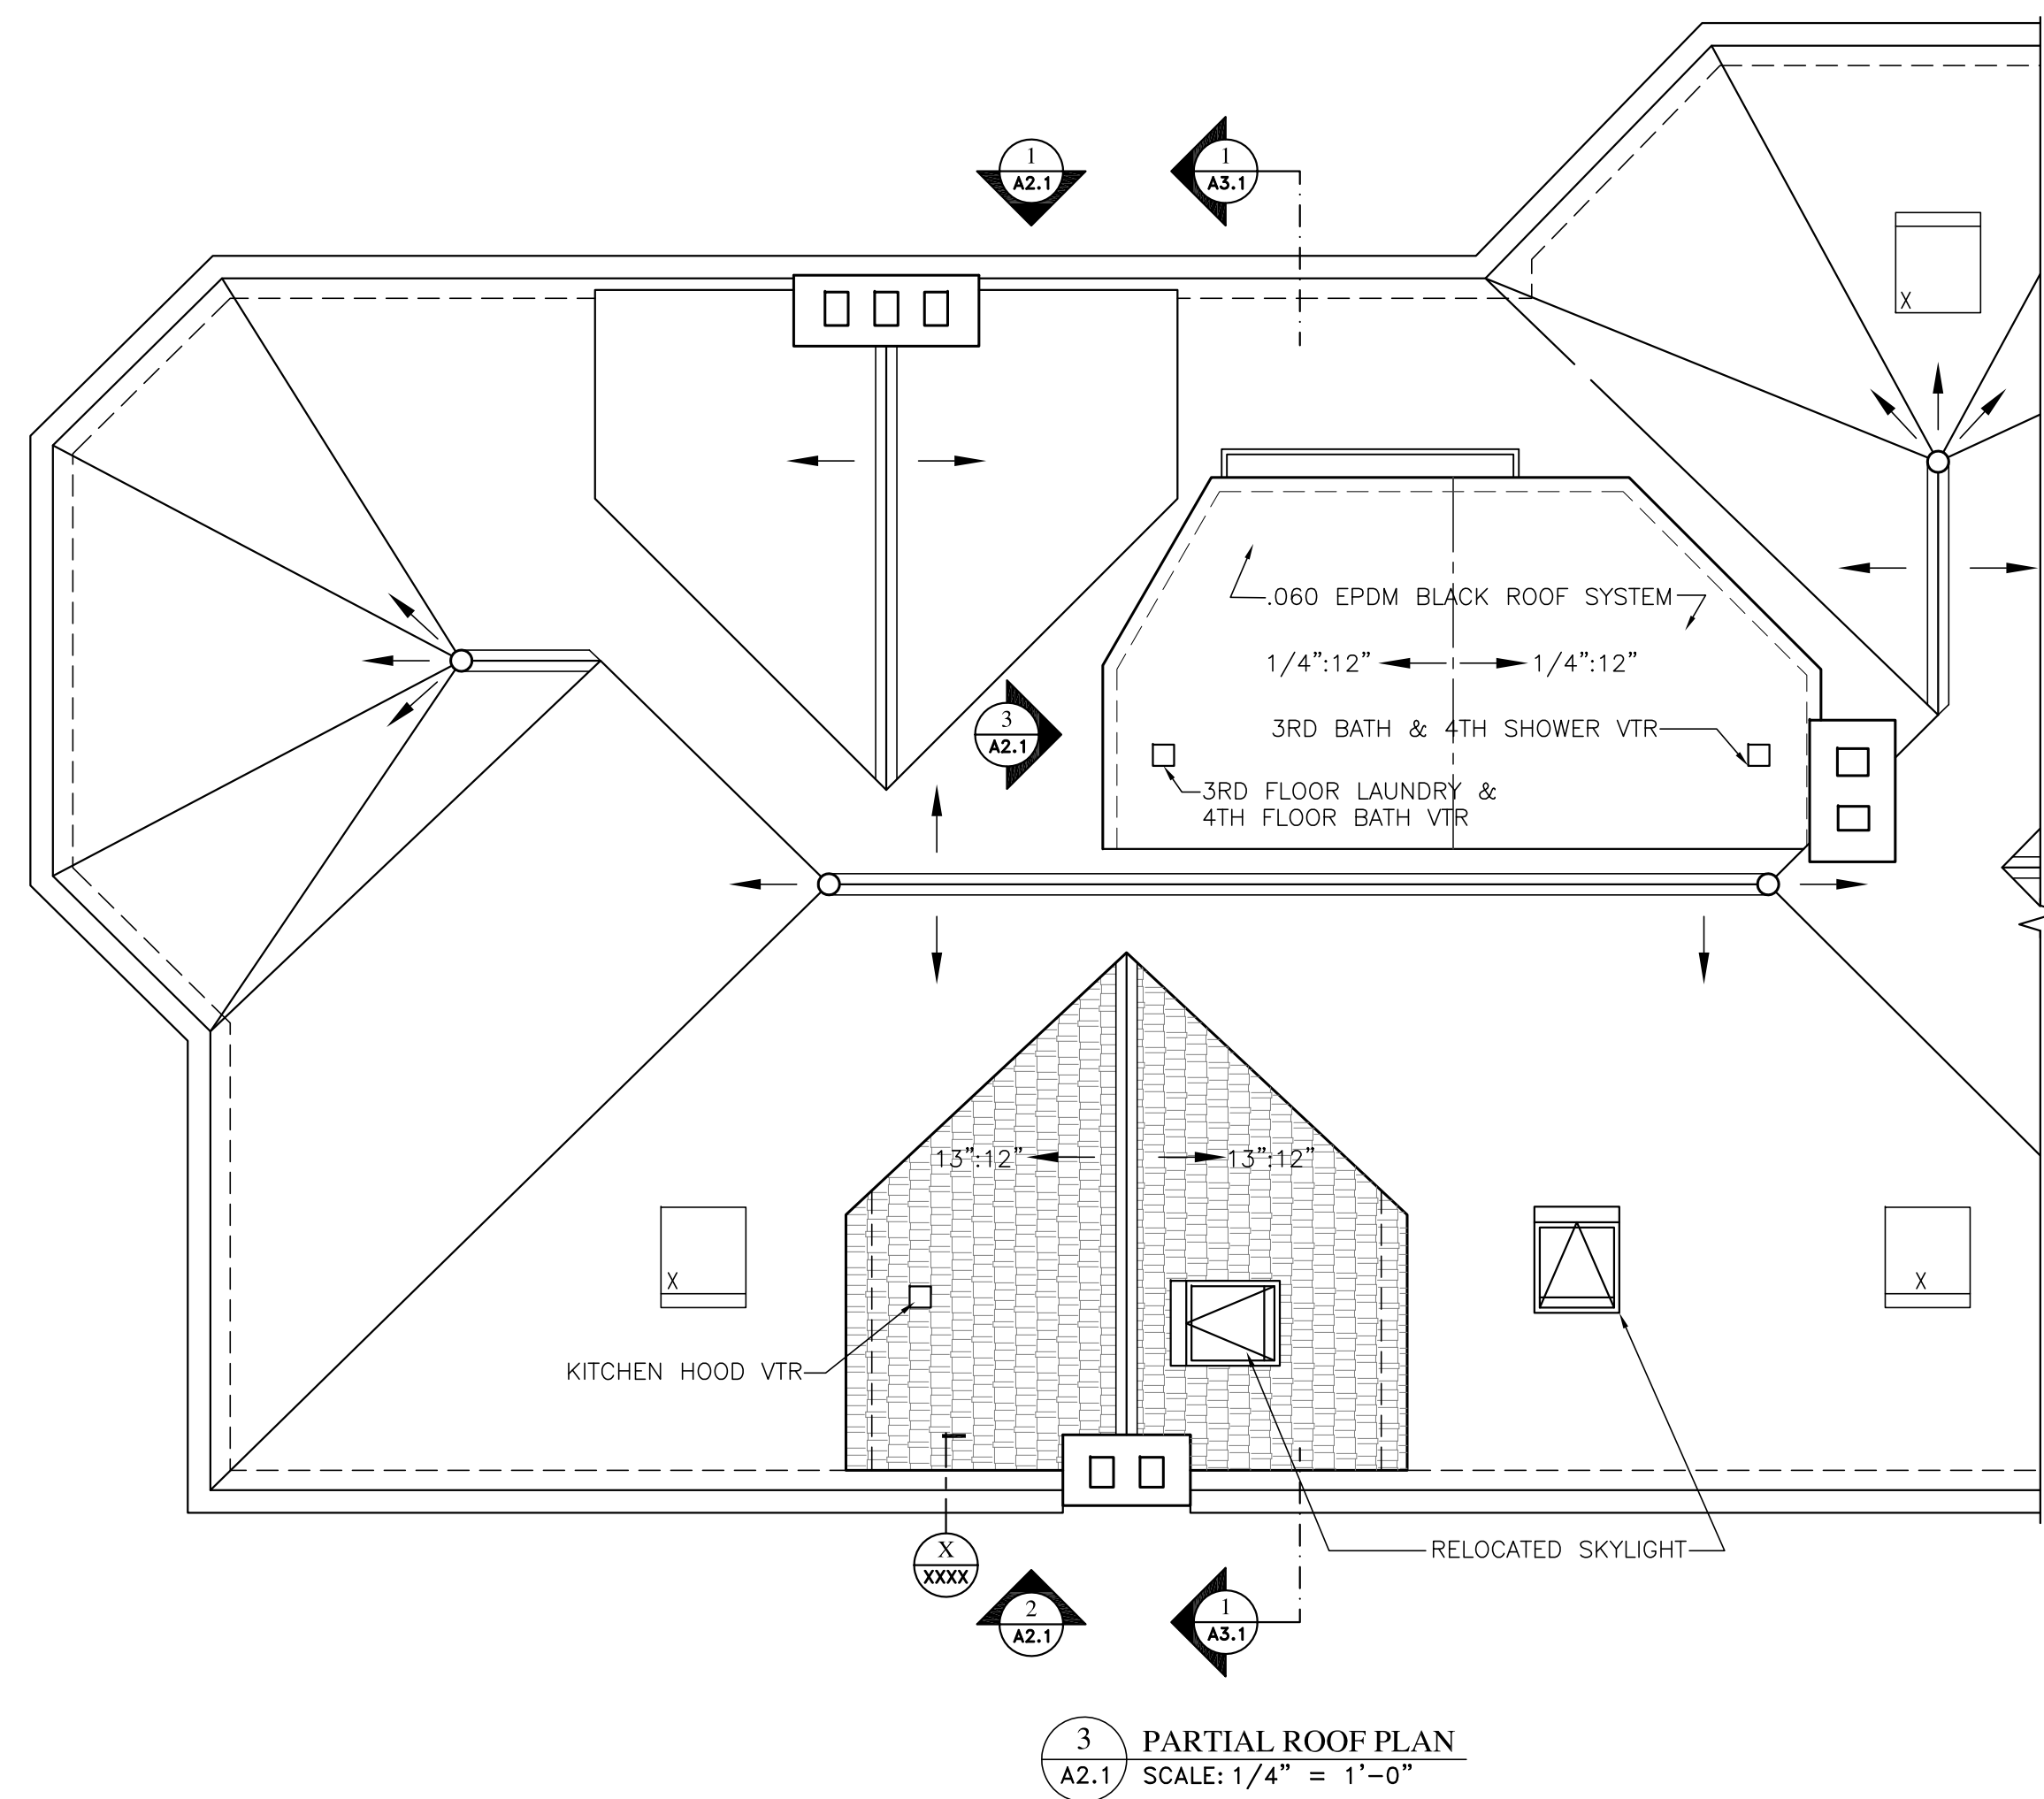 1
A2.1
1
A3.1
X
.060 EPDM BLACK ROOF SYSTEM
1/4":12"
1/4":12"
3
A2.1
3RD BATH & 4TH SHOWER VTR
3RD FLOOR LAUNDRY &
4TH FLOOR BATH VTR
13":12"
13":12"
X
X
KITCHEN HOOD VTR
RELOCATED SKYLIGHT
X
XXXX
2
A2.1
1
A3.1
3
A2.1
PARTIAL ROOF PLAN
SCALE: 1/4" = 1'-0"